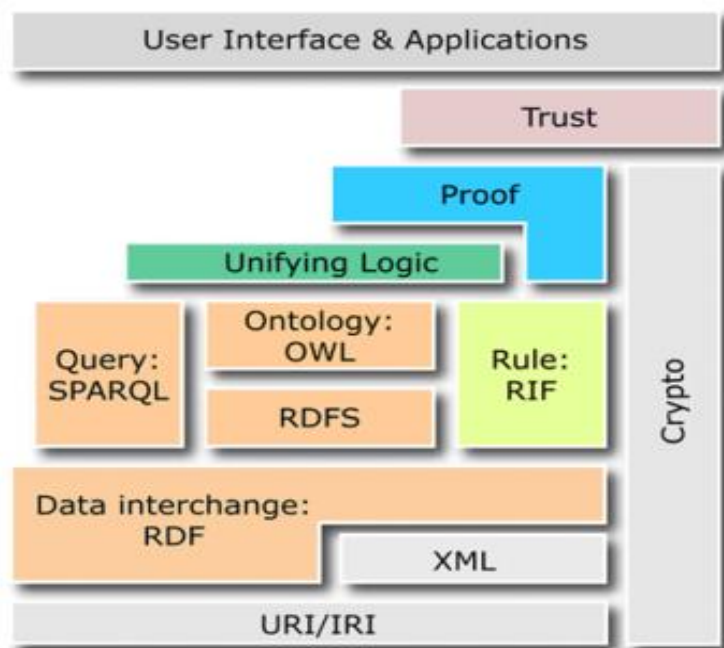 User Interface & Applications
Trust
Proof
Unifying Logic
Query:
SPARQL
Ontology:
OWL
RDFS
Rule:
RIF
Crypto
Data interchange:
RDF
XML
URI/IRI